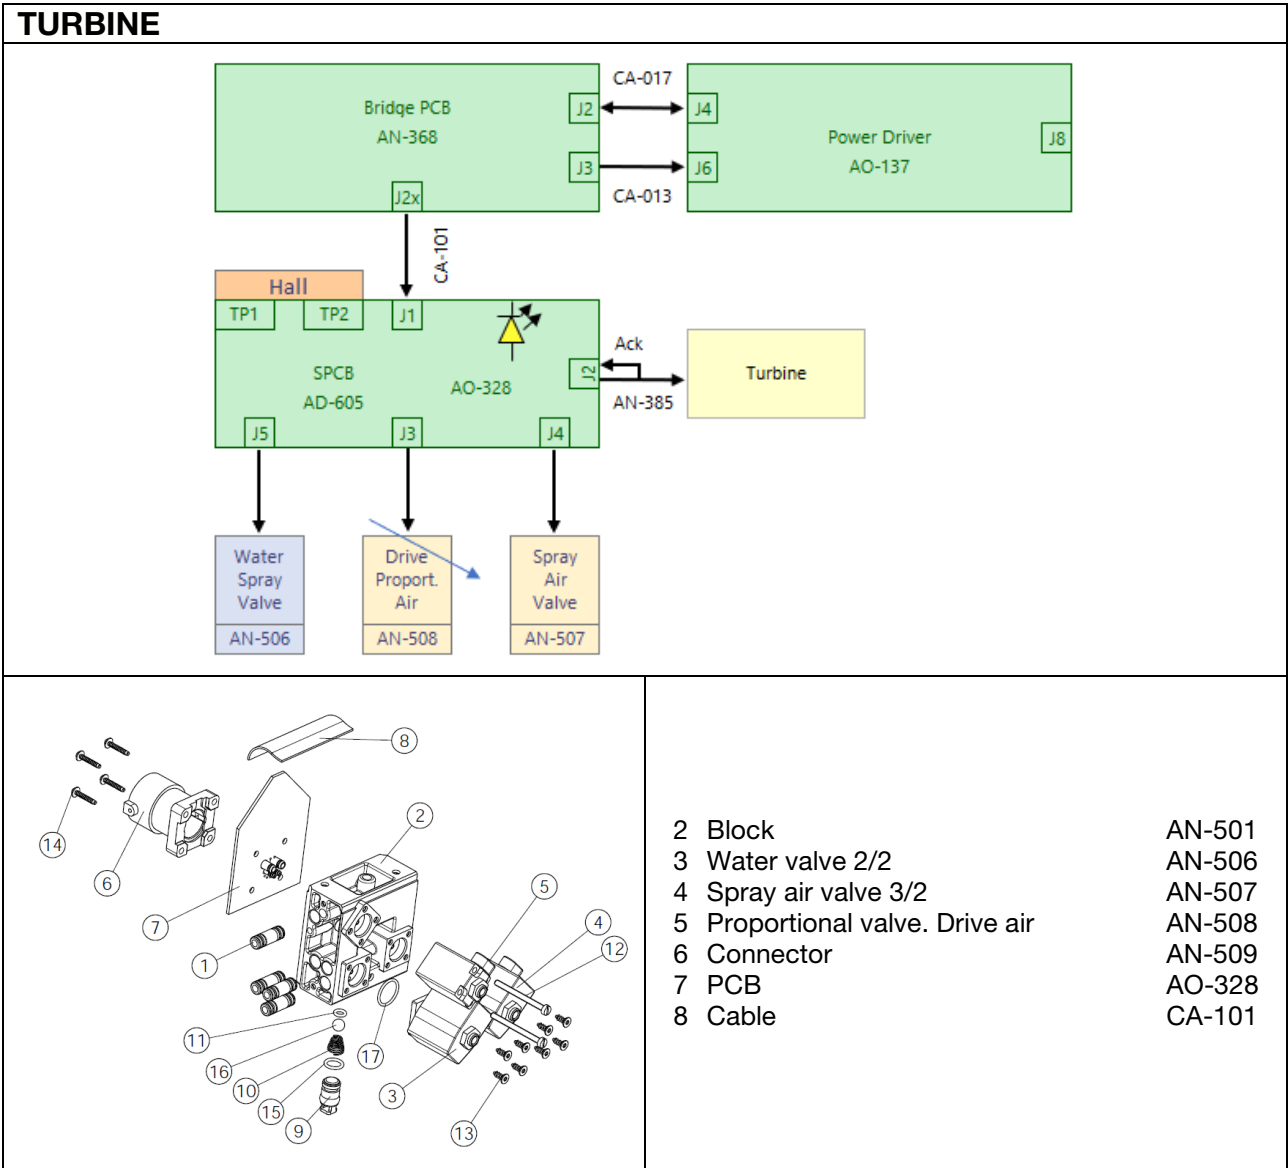 TURBINE
CA-017
Bridge PCB
AN-368
J2
J4
Power Driver
AO-137
J8
J3
J6
CA-013
J2x
CA-101
Hall
TP1
TP2
J1
SPCB
AD-605
AO-328
J2
Ack
AN-385
Turbine
J5
J3
J4
Water
Spray
Valve
AN-506
Drive
Proport.
Air
AN-508
Spray
Air
Valve
AN-507
8
14
6
7
2
5
4
12
1
11
16
10
15
9
17
3
13
2 Block AN-501
3 Water valve 2/2 AN-506
4 Spray air valve 3/2 AN-507
5 Proportional valve. Drive air AN-508
6 Connector AN-509
7 PCB AO-328
8 Cable CA-101